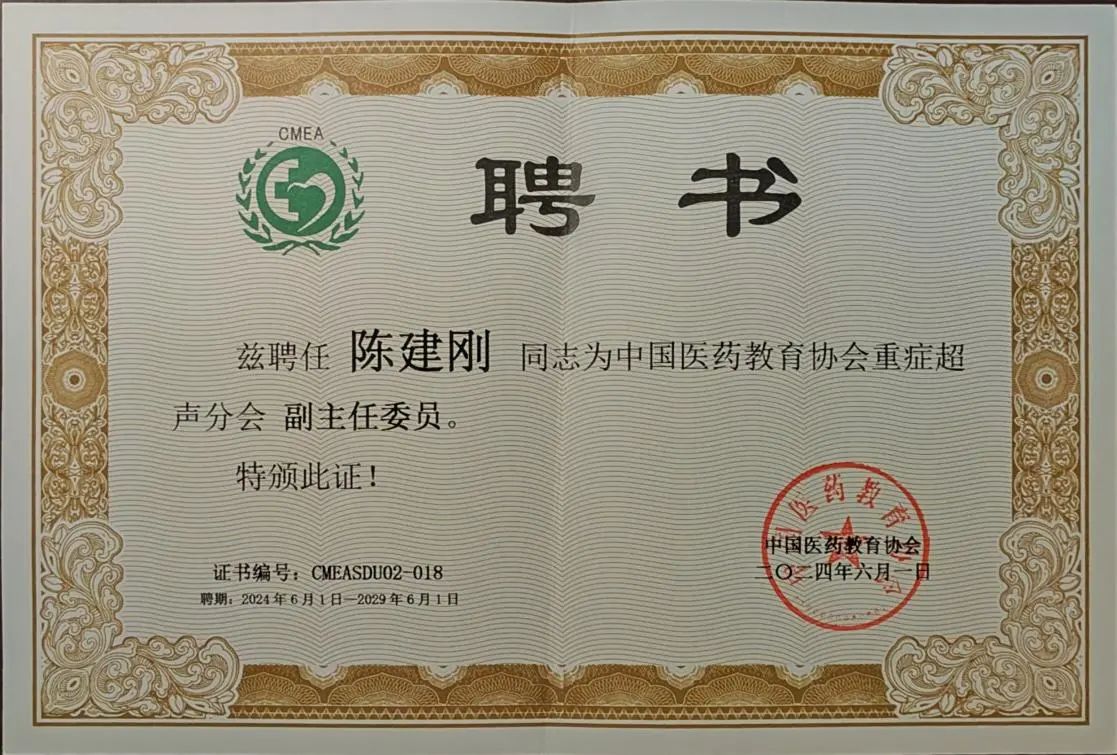 CMEA
聘书
兹聘任 陈建刚 同志为中国医药教育协会重症超
声分会 副主任委员。
特颁此证！
中国医药教育协会
二〇二四年六月一日
证书编号：CMEASDU02-018
聘期：2024年6月1日—2029年6月1日